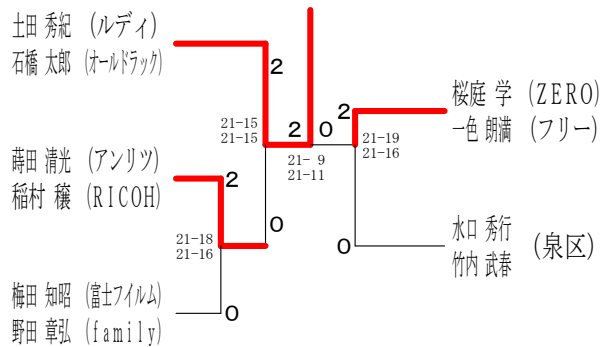 土田 秀紀 (ルディ)
石橋 太郎 (オールドラック)
2
21-15
21-15
2
0
21- 9
21-11
2
桜庭 学 (ZERO)
一色 朗満 (フリー)
21-19
21-16
蒔田 清光 (アンリツ)
稲村 穣 (RICOH)
2
0
21-18
21-16
0
水口 秀行
竹内 武春
(泉区)
梅田 知昭 (富士フイルム)
野田 章弘 (family)
0